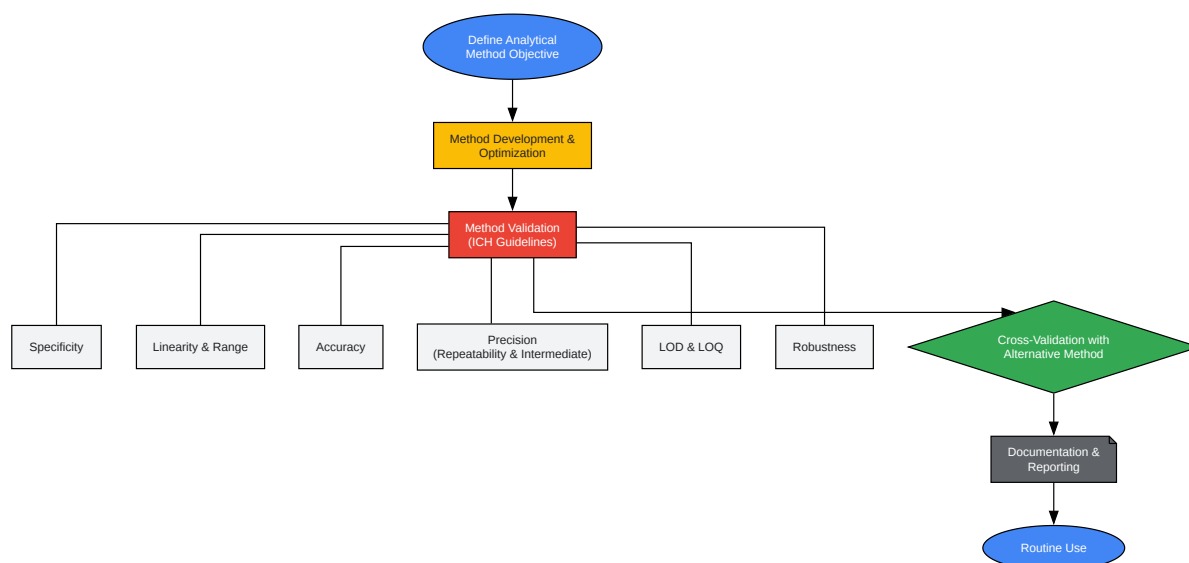 Define Analytical
Method Objective
Method Development &
Optimization
Method Validation
(ICH Guidelines)
Specificity
Linearity & Range
Accuracy
Precision
(Repeatability & Intermediate)
LOD & LOQ
Robustness
Cross-Validation with
Alternative Method
Documentation &
Reporting
Routine Use